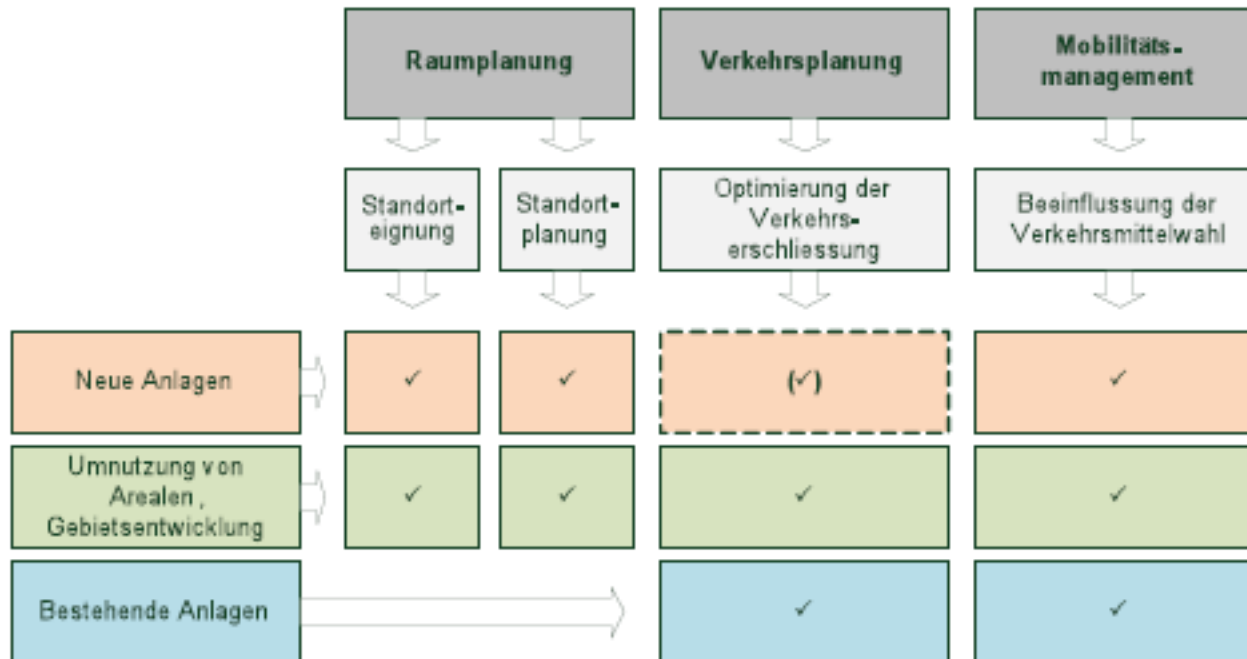 Raumplanung
Verkehrsplanung
Mobilitäts-
management
Standort-
eignung
Standort-
planung
Optimierung der
Verkehrs-
erschliessung
Beeinflussung der
Verkehrsmittelwahl
Neue Anlagen
✓
✓
(✓)
✓
Umnutzung von
Arealen,
Gebietsentwicklung
✓
✓
✓
✓
Bestehende Anlagen
✓
✓